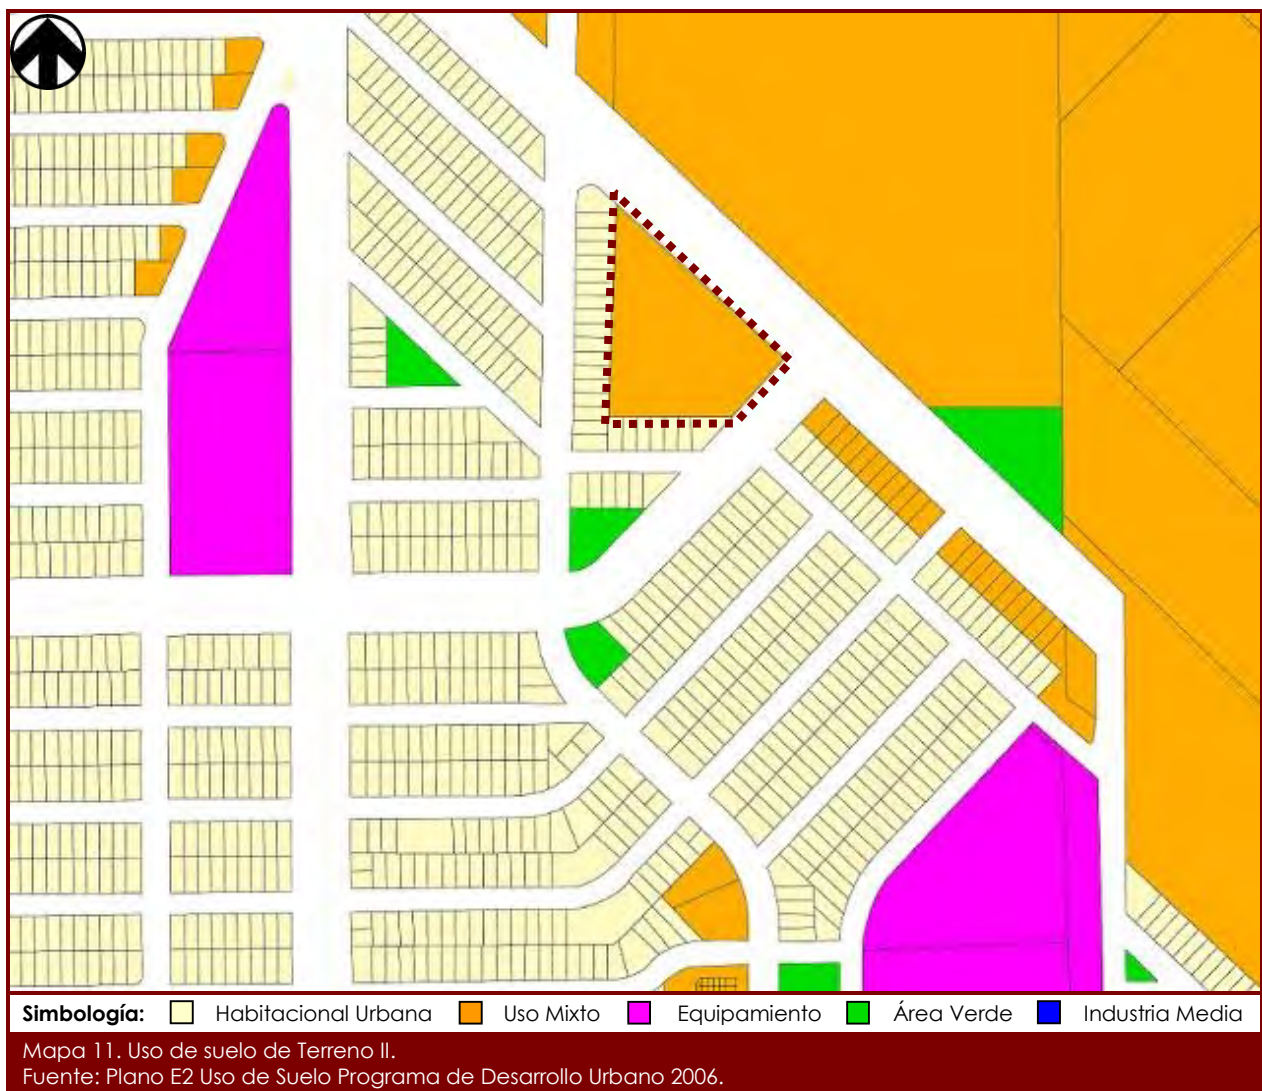 Simbología: Habitacional Urbana Uso Mixto Equipamiento Área Verde Industria Media
Mapa 11. Uso de suelo de Terreno II.
Fuente: Plano E2 Uso de Suelo Programa de Desarrollo Urbano 2006.